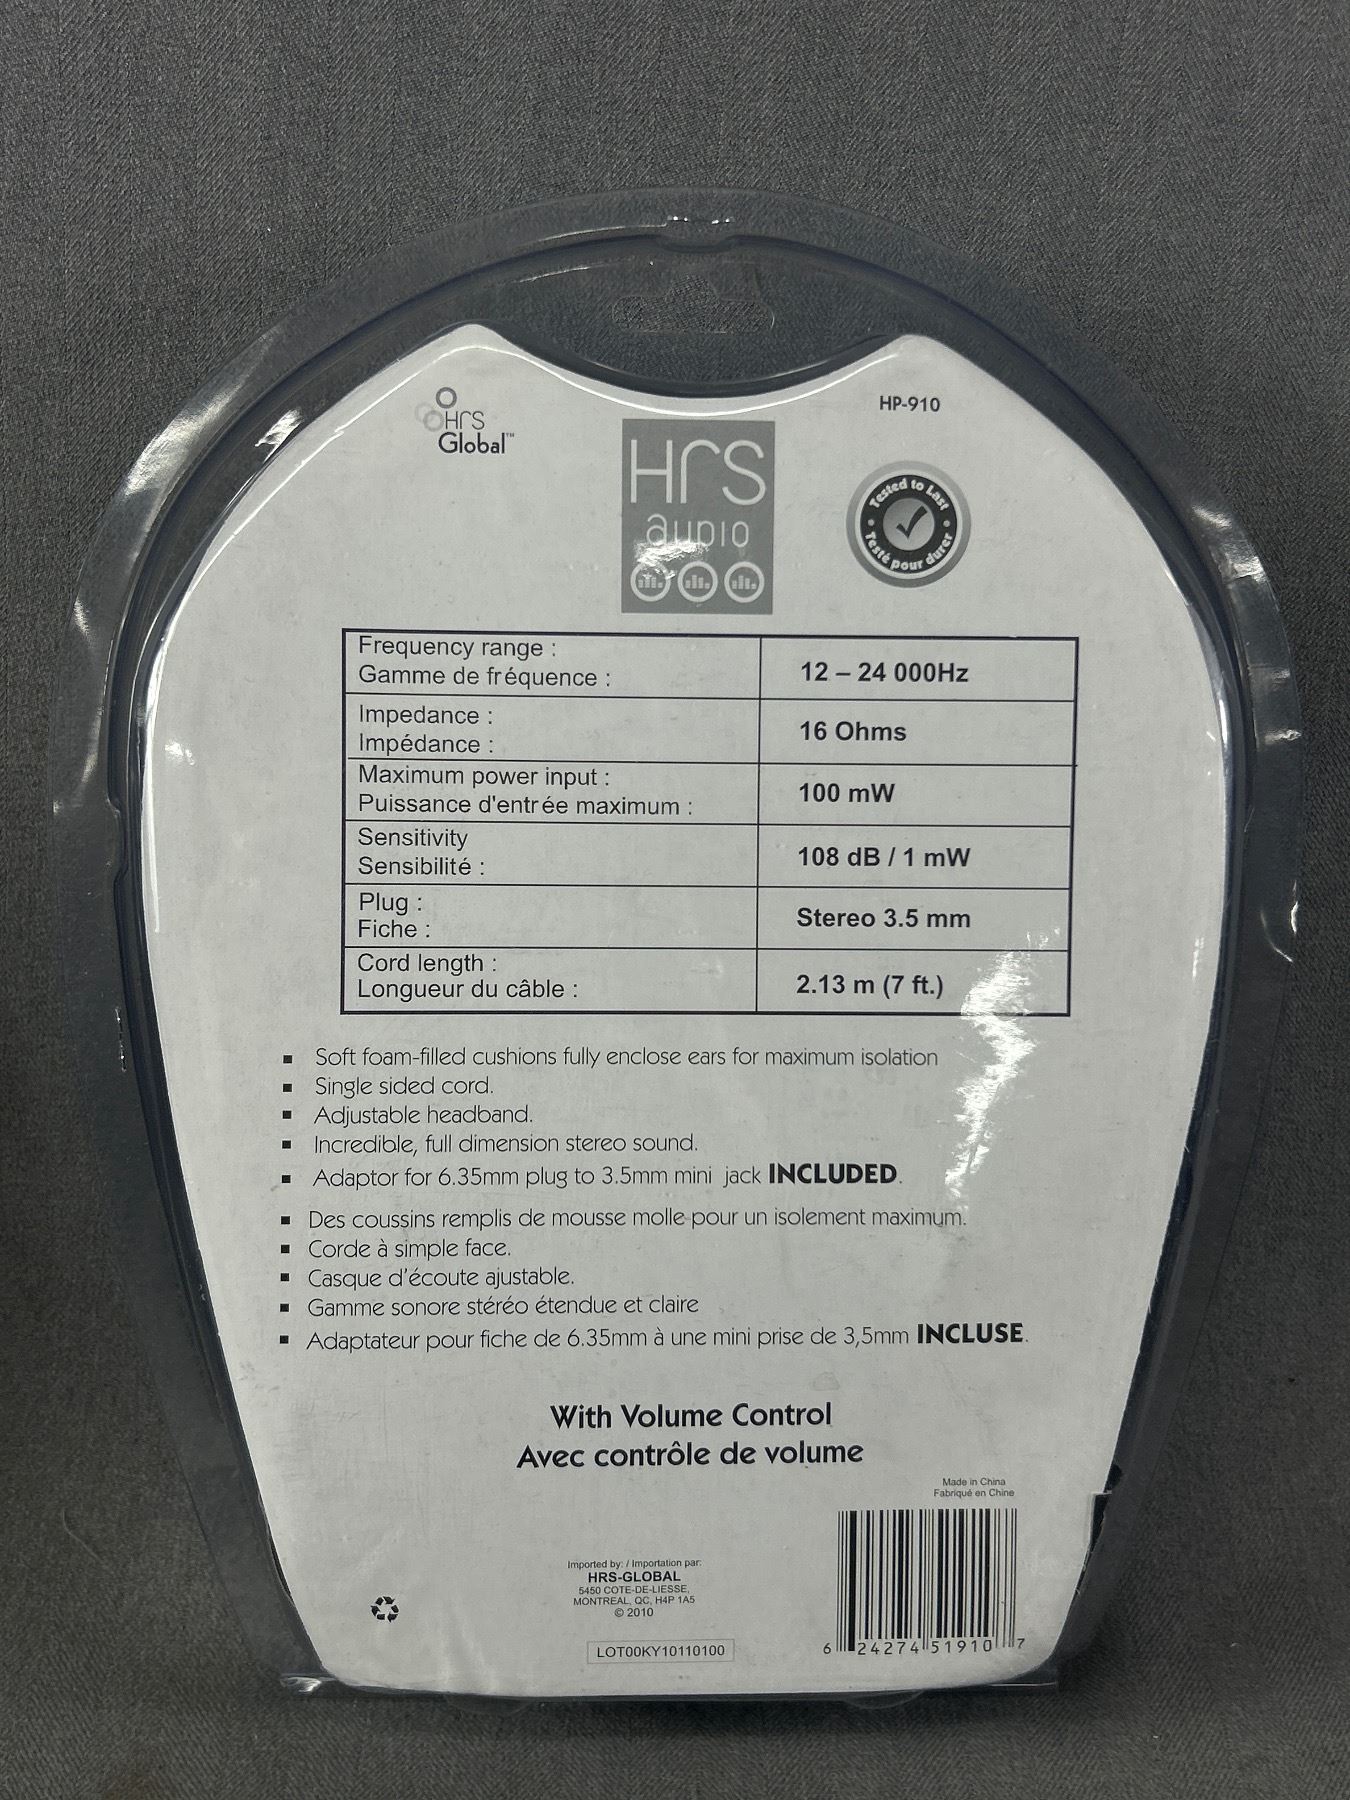 HP-910
HrS
Global™
HrS
auDIO
Tested to Last
Testé pour durer
Frequency range :
Gamme de fréquence :
12 – 24 000Hz
Impedance :
Impédance :
16 Ohms
Maximum power input :
Puissance d'entrée maximum :
100 mW
Sensitivity
Sensibilité :
108 dB / 1 mW
Plug :
Fiche :
Stereo 3.5 mm
Cord length :
Longueur du câble :
2.13 m (7 ft.)
▪ Soft foam-filled cushions fully enclose ears for maximum isolation
▪ Single sided cord.
▪ Adjustable headband.
▪ Incredible, full dimension stereo sound.
▪ Adaptor for 6.35mm plug to 3.5mm mini jack INCLUDED.
▪ Des coussins remplis de mousse molle pour un isolement maximum.
▪ Corde à simple face.
▪ Casque d'écoute ajustable.
▪ Gamme sonore stéréo étendue et claire
▪ Adaptateur pour fiche de 6.35mm à une mini prise de 3,5mm INCLUSE.
With Volume Control
Avec contrôle de volume
Made in China
Fabriqué en Chine
Imported by: / Importation par:
HRS-GLOBAL
5450 COTE-DE-LIESSE,
MONTREAL, QC, H4P 1A5
© 2010
LOT00KY10110100
6 24274 51910 7